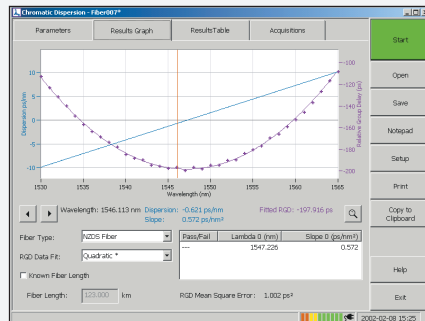 Chromatic Dispersion - Fiber007*
Parameters
Results Graph
ResultsTable
Acquisitions
Start
Open
Save
Notepad
Setup
Print
Copy to
Clipboard
Help
Exit
Dispersion ps/nm
10
5
0
-5
-10
-100
-120
-140
-160
-180
-200
Relative Group Delay (ps)
1530
1535
1540
1545
1550
1555
1560
1565
Wavelength (nm)
Wavelength: 1546.113 nm
Dispersion: -0.621 ps/nm
Fitted RGD: -197.916 ps
Slope: 0.572 ps/nm²
Fiber Type:
NZDS Fiber
RGD Data Fit:
Quadratic *
Known Fiber Length
Fiber Length:
123.000
km
Pass/Fail
Lambda 0 (nm)
Slope 0 (ps/nm²)
---
1547.226
0.572
RGD Mean Square Error: 1.002 ps²
2002-02-08 15:25